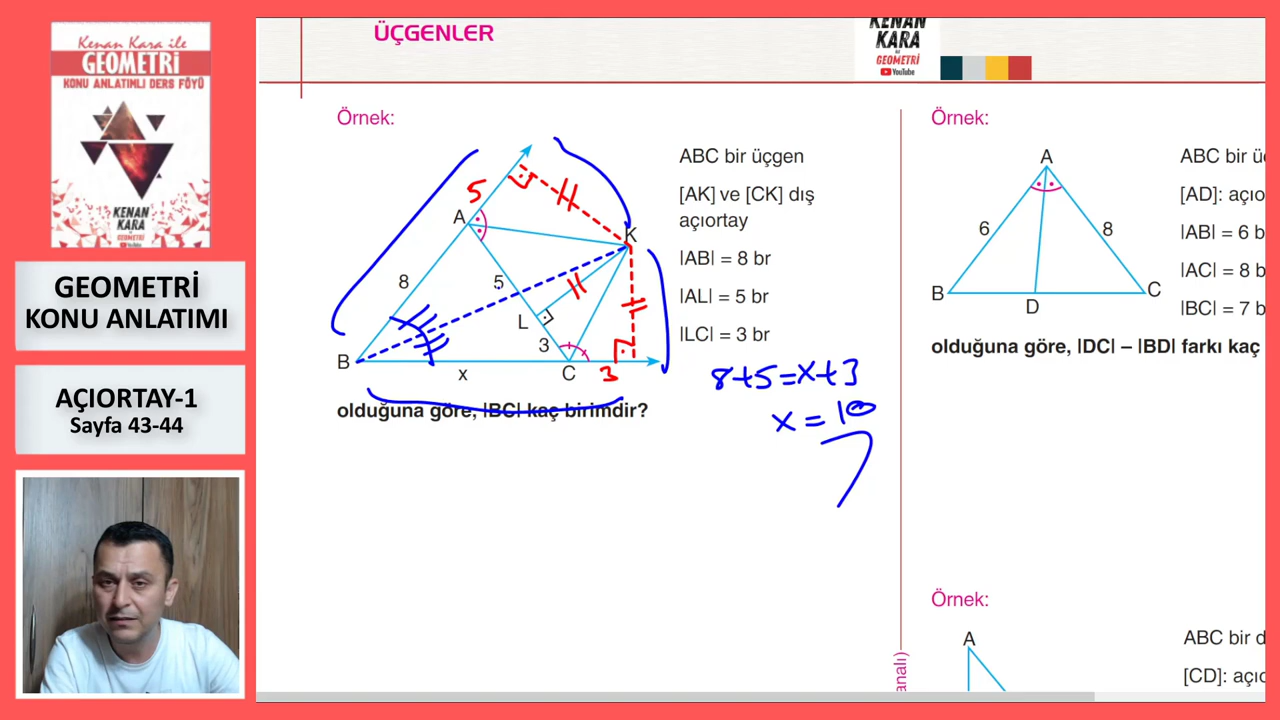 Kenan Kara ile
GEOMETRİ
KONU ANLATIMLI DERS FÖYÜ
KENAN
KARA
ile
GEOMETRİ
YouTube
GEOMETRİ
KONU ANLATIMI
AÇIORTAY-1
Sayfa 43-44
ÜÇGENLER
KENAN
KARA
GEOMETRİ
YouTube
Örnek:
A
K
8
5
L
3
B
x
C
5
3
ABC bir üçgen
[AK] ve [CK] dış
açıortay
|AB| = 8 br
|AL| = 5 br
|LC| = 3 br
8+5=x+3
x=10
olduğuna göre, |BC| kaç birimdir?
Örnek:
A
6
8
B
D
C
ABC bir ü
[AD]: açıo
|AB| = 6 b
|AC| = 8 b
|BC| = 7 b
olduğuna göre, |DC| – |BD| farkı kaç
Örnek:
A
ABC bir d
[CD]: açıo
analı)